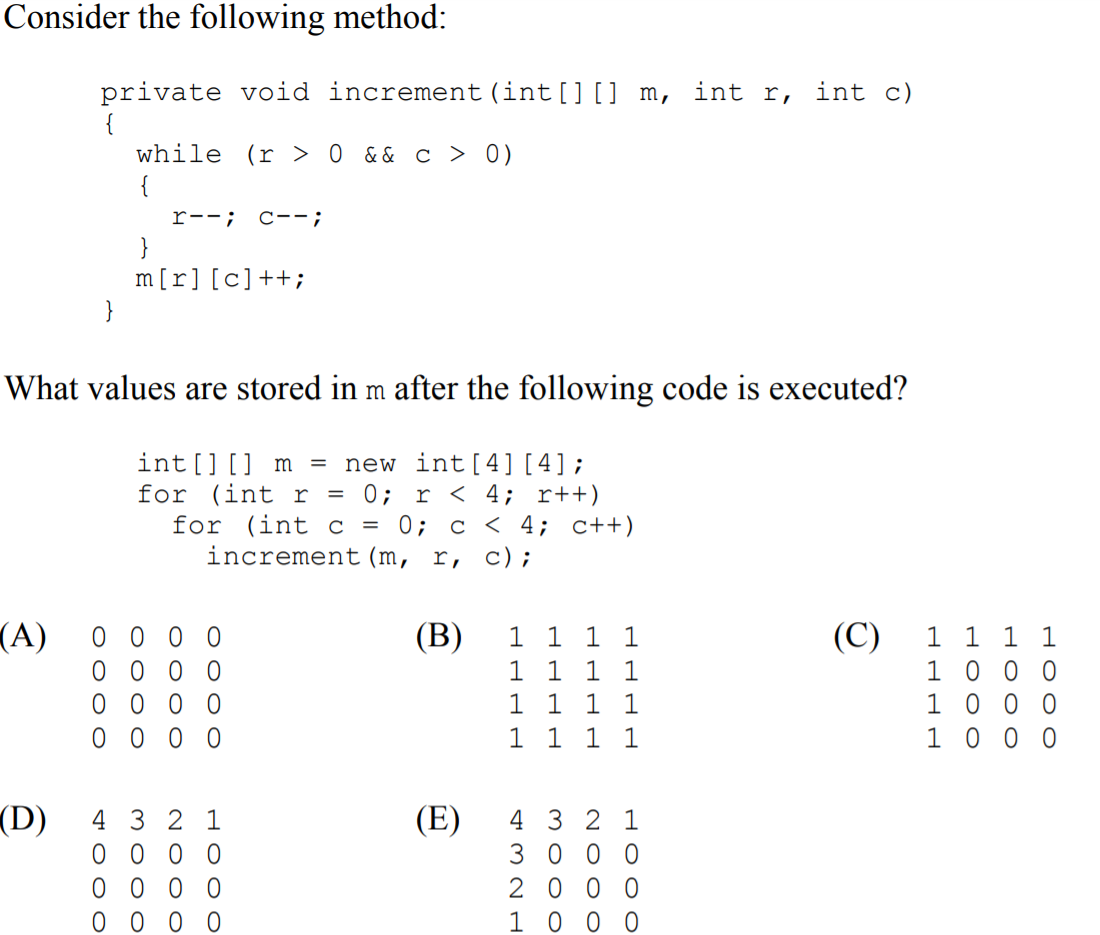 Consider the following method:
private void increment(int[][] m, int r, int c)
{
while (r > 0 && c > 0)
{
r--; c--;
}
m[r][c]++;
}
What values are stored in m after the following code is executed?
int[][] m = new int[4][4];
for (int r = 0; r < 4; r++)
for (int c = 0; c < 4; c++)
increment(m, r, c);
(A) 0 0 0 0 (B) 1 1 1 1 (C) 1 1 1 1
0 0 0 0 1 1 1 1 1 0 0 0
0 0 0 0 1 1 1 1 1 0 0 0
0 0 0 0 1 1 1 1 1 0 0 0
(D) 4 3 2 1 (E) 4 3 2 1
0 0 0 0 3 0 0 0
0 0 0 0 2 0 0 0
0 0 0 0 1 0 0 0